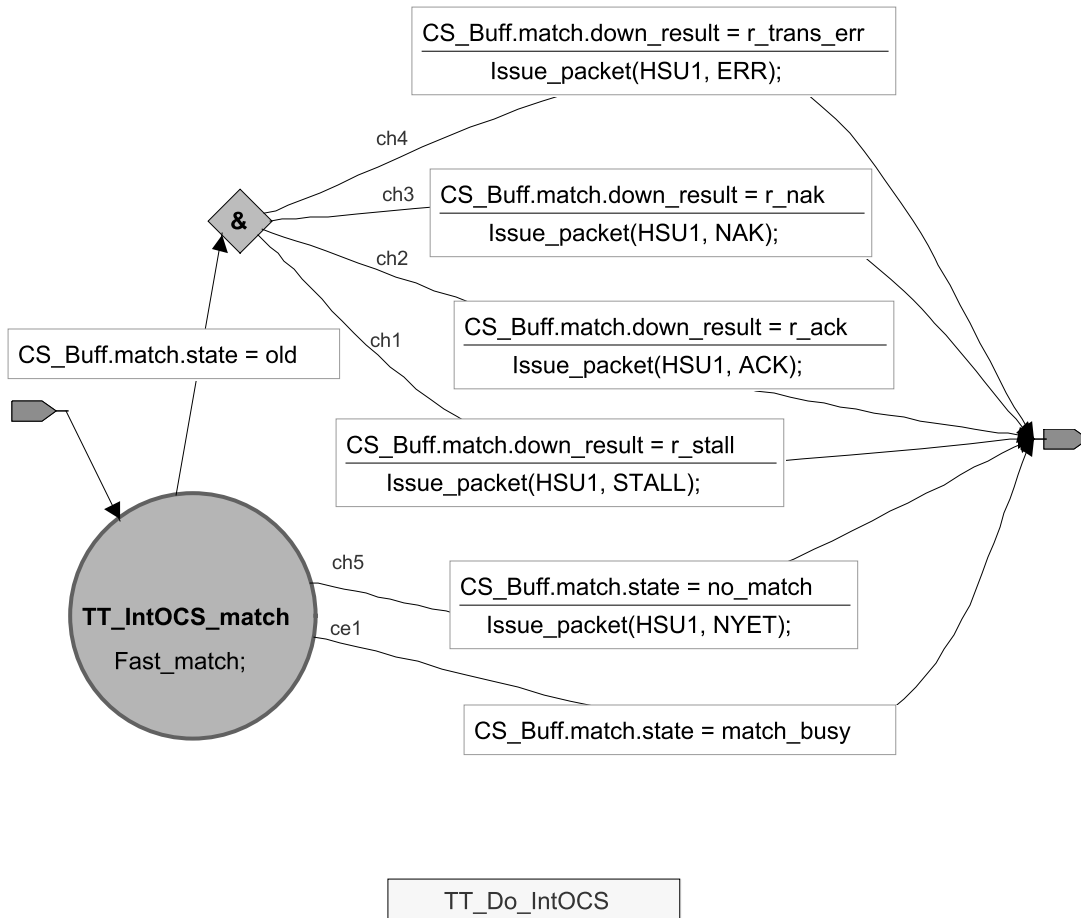 CS_Buff.match.down_result = r_trans_err
Issue_packet(HSU1, ERR);
ch4
ch3
CS_Buff.match.down_result = r_nak
Issue_packet(HSU1, NAK);
&
ch2
CS_Buff.match.down_result = r_ack
Issue_packet(HSU1, ACK);
ch1
CS_Buff.match.state = old
CS_Buff.match.down_result = r_stall
Issue_packet(HSU1, STALL);
ch5
CS_Buff.match.state = no_match
Issue_packet(HSU1, NYET);
TT_IntOCS_match
Fast_match;
ce1
CS_Buff.match.state = match_busy
TT_Do_IntOCS